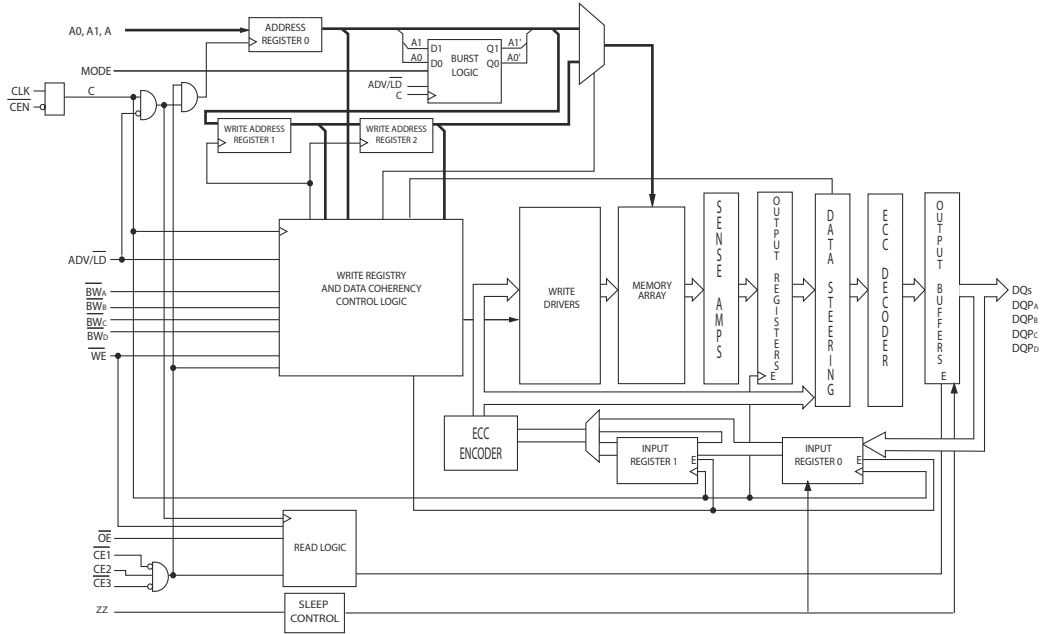 A0, A1, A
ADDRESS
REGISTER 0
A1
A0
D1
D0
BURST
LOGIC
Q1
Q0
A1'
A0'
MODE
ADV/LD
C
CLK
CEN
C
WRITE ADDRESS
REGISTER 1
WRITE ADDRESS
REGISTER 2
ADV/LD
BWA
BWB
BWC
BWD
WE
WRITE REGISTRY
AND DATA COHERENCY
CONTROL LOGIC
WRITE
DRIVERS
MEMORY
ARRAY
SENSE AMPS
OUTPUT REGISTERS
E
DATA STEERING
ECC DECODER
OUTPUT BUFFERS
E
DQs
DQPA
DQPB
DQPC
DQPD
ECC
ENCODER
INPUT
REGISTER 1
E
INPUT
REGISTER 0
E
OE
CE1
CE2
CE3
READ LOGIC
ZZ
SLEEP
CONTROL